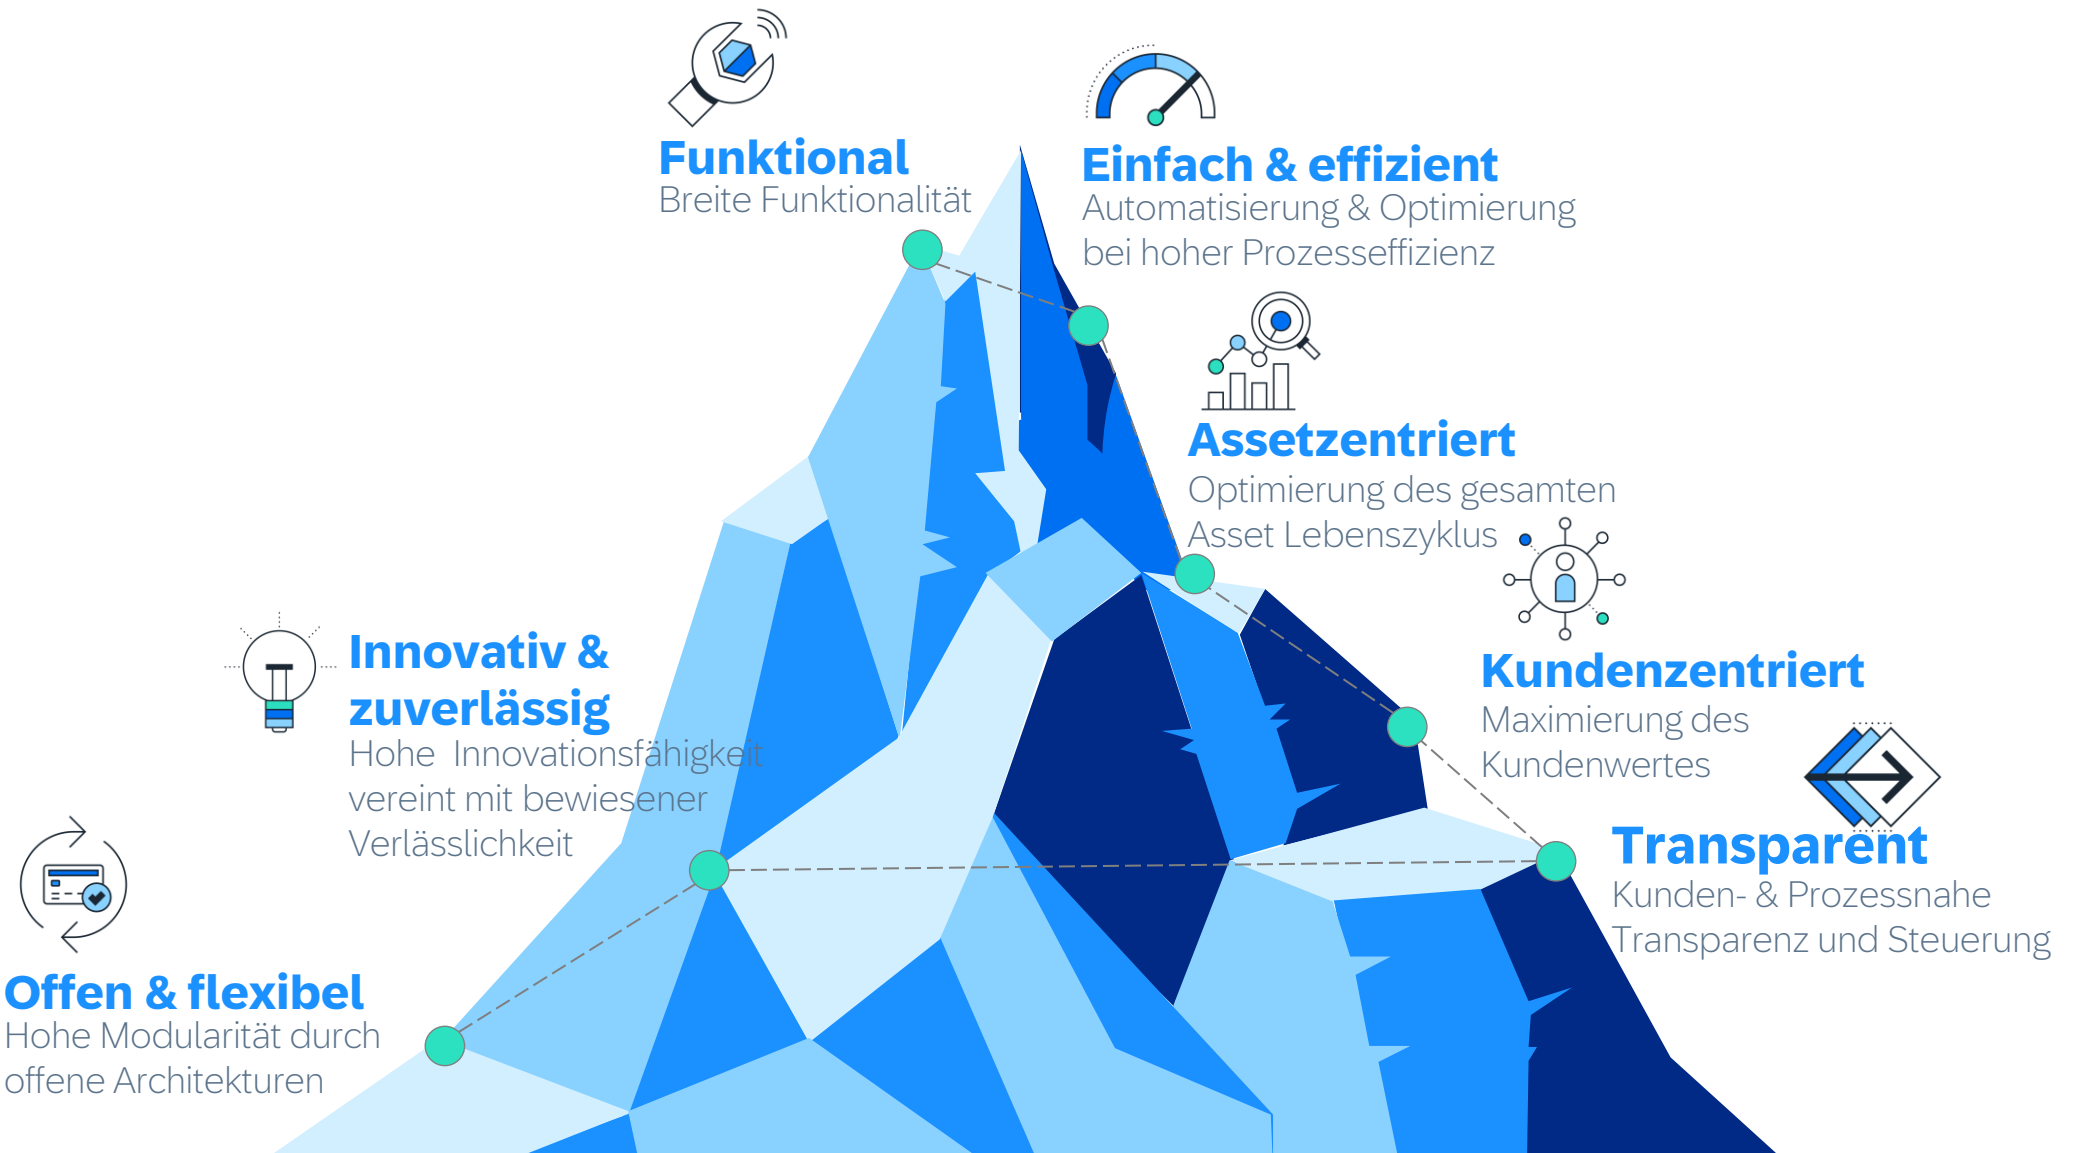 Funktional
Breite Funktionalität
Einfach & effizient
Automatisierung & Optimierung
bei hoher Prozesseffizienz
Assetzentriert
Optimierung des gesamten
Asset Lebenszyklus
Kundenzentriert
Maximierung des
Kundenwertes
Transparent
Kunden- & Prozessnahe
Transparenz und Steuerung
Innovativ &
zuverlässig
Hohe  Innovationsfähigkeit
vereint mit bewiesener
Verlässlichkeit
Offen & flexibel
Hohe Modularität durch
offene Architekturen